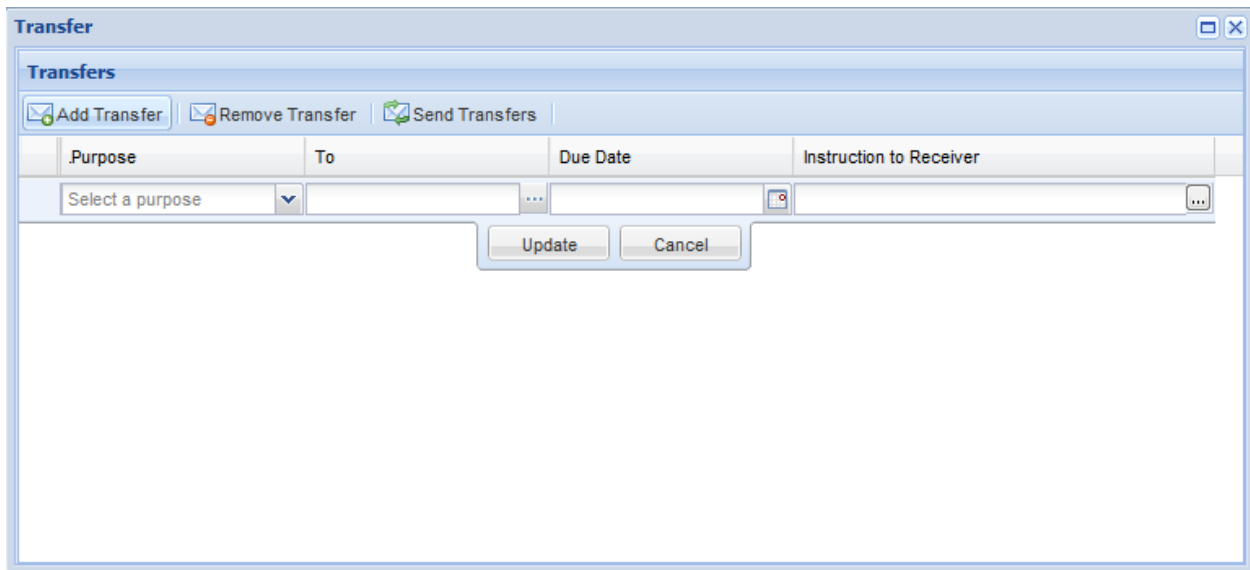 Transfer
Transfers
Add Transfer Remove Transfer Send Transfers
.Purpose To Due Date Instruction to Receiver
Select a purpose ... ...
Update Cancel